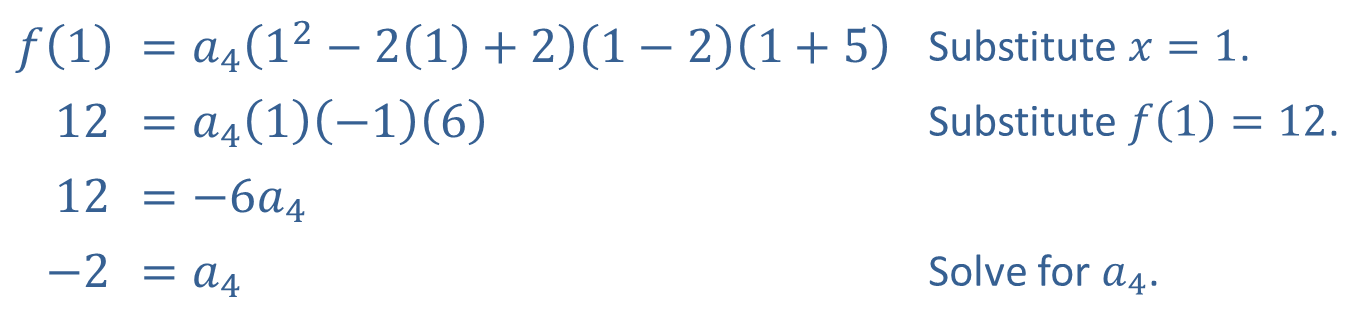 f(1) = a₄(1² − 2(1) + 2)(1 − 2)(1 + 5) Substitute x = 1.
12 = a₄(1)(−1)(6) Substitute f(1) = 12.
12 = −6a₄
−2 = a₄ Solve for a₄.